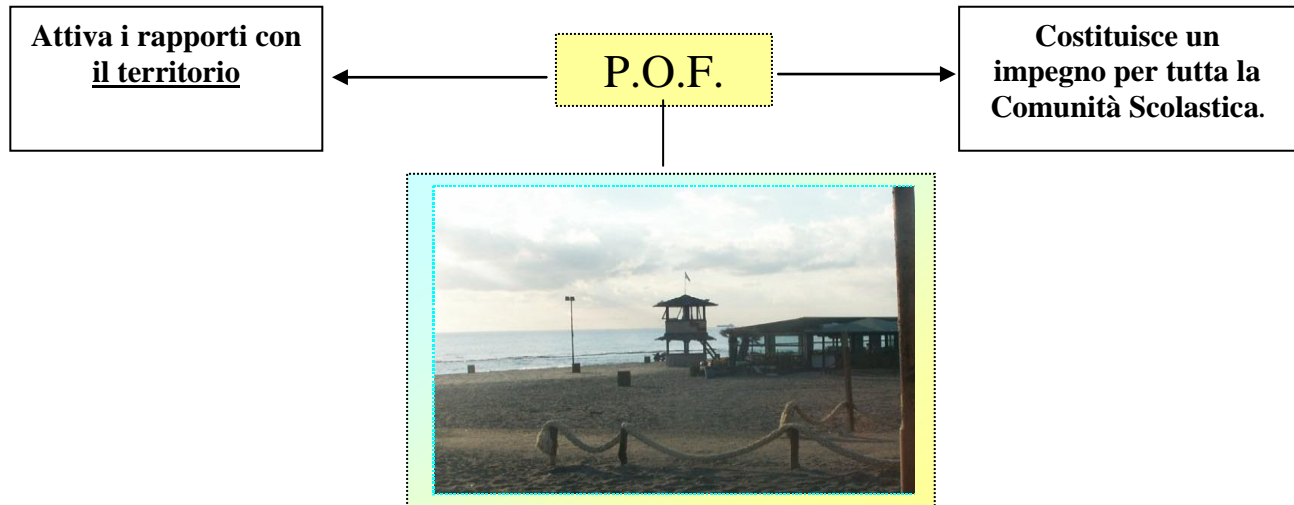 Attiva i rapporti con
il territorio
P.O.F.
Costituisce un
impegno per tutta la
Comunità Scolastica.